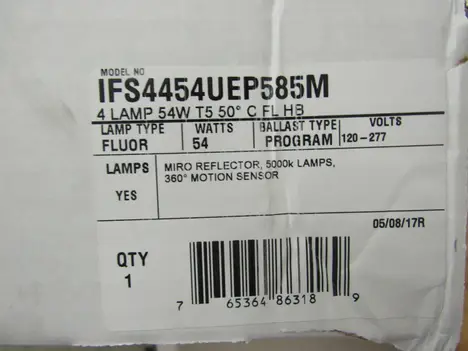 MODEL NO
IFS4454UEP585M
4 LAMP 54W T5 50° C FL HB
LAMP TYPE WATTS BALLAST TYPE VOLTS
FLUOR 54 PROGRAM 120-277
LAMPS MIRO REFLECTOR, 5000k LAMPS,
YES 360° MOTION SENSOR
05/08/17R
QTY
1
7 65364 86318 9